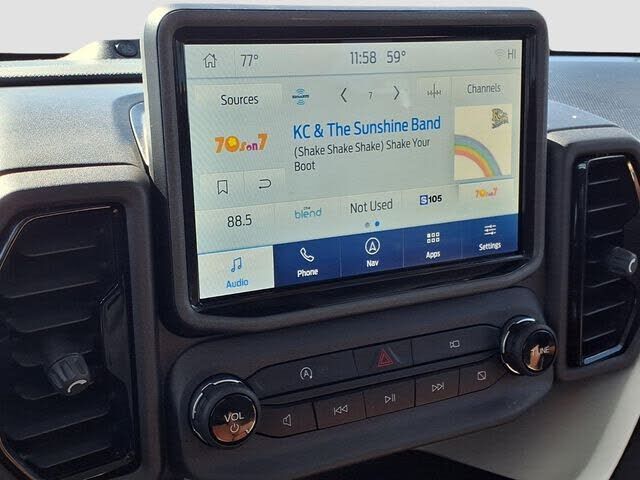 77° 11:58 59° HI
Sources SiriusXM 7 Channels
70s on 7
KC & The Sunshine Band
(Shake Shake Shake) Shake Your
Boot
88.5 the blend Not Used S105 70s on 7
Audio Phone Nav Apps Settings
VOL TUNE